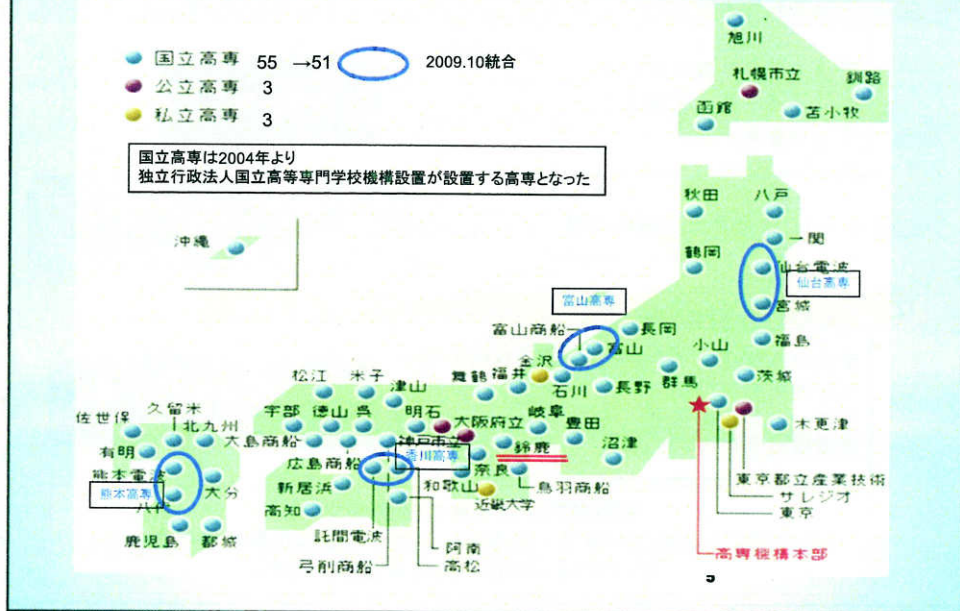 国立高専 55 →51 2009.10統合
公立高専 3
私立高専 3
国立高専は2004年より
独立行政法人国立高等専門学校機構設置が設置する高専となった
旭川
札幌市立
釧路
函館
苫小牧
秋田
八戸
一関
鶴岡
仙台電波
仙台高専
宮城
福島
沖縄
富山高専
富山商船
長岡
富山
小山
金沢
石川
長野
群馬
茨城
松江
米子
津山
舞鶴
福井
佐世保
久留米
北九州
宇部
徳山
呉
明石
大阪府立
岐阜
豊田
木更津
有明
大島商船
神戸市立
鈴鹿
沼津
熊本電波
広島商船
香川高専
奈良
鳥羽商船
東京都立産業技術
熊本高専
大分
新居浜
和歌山
近畿大学
サレジオ
東京
八代
高知
鹿児島
都城
詫間電波
阿南
弓削商船
高松
高専機構本部